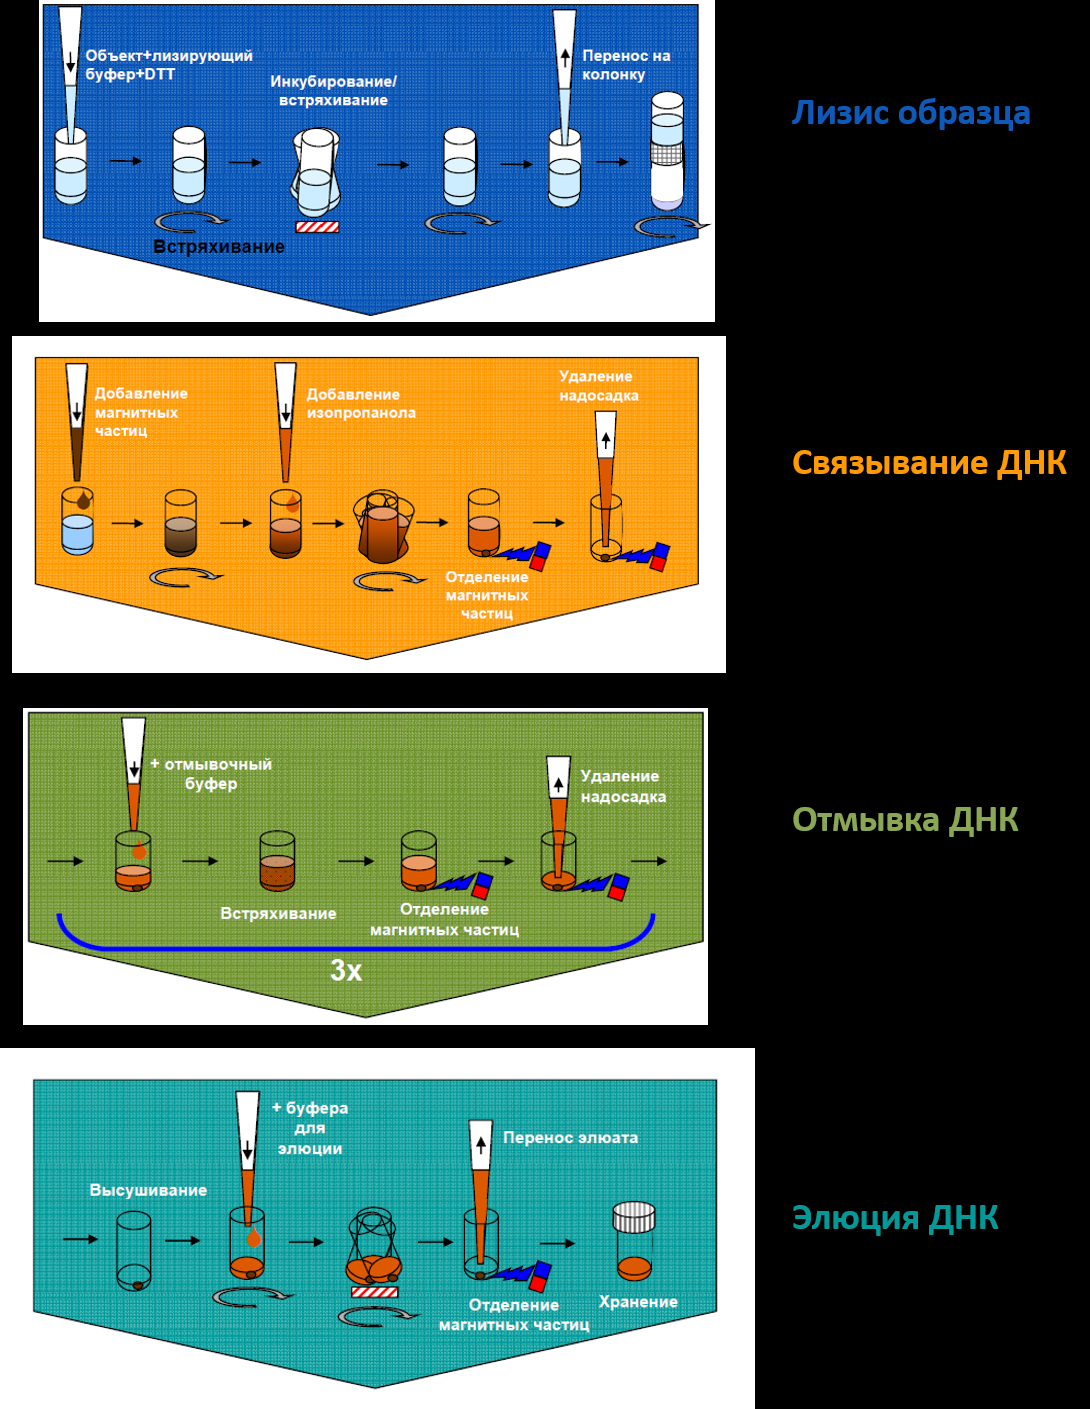 Объект+лизирующий
буфер+DTT
Инкубирование/
встряхивание
Перенос на
колонку
Встряхивание
Лизис образца
Добавление
магнитных
частиц
Добавление
изопропанола
Удаление
надосадка
Отделение
магнитных
частиц
Связывание ДНК
+ отмывочный
буфер
Удаление
надосадка
Встряхивание
Отделение
магнитных частиц
3x
Отмывка ДНК
+ буфера
для
элюции
Перенос элюата
Высушивание
Отделение
магнитных частиц
Хранение
Элюция ДНК